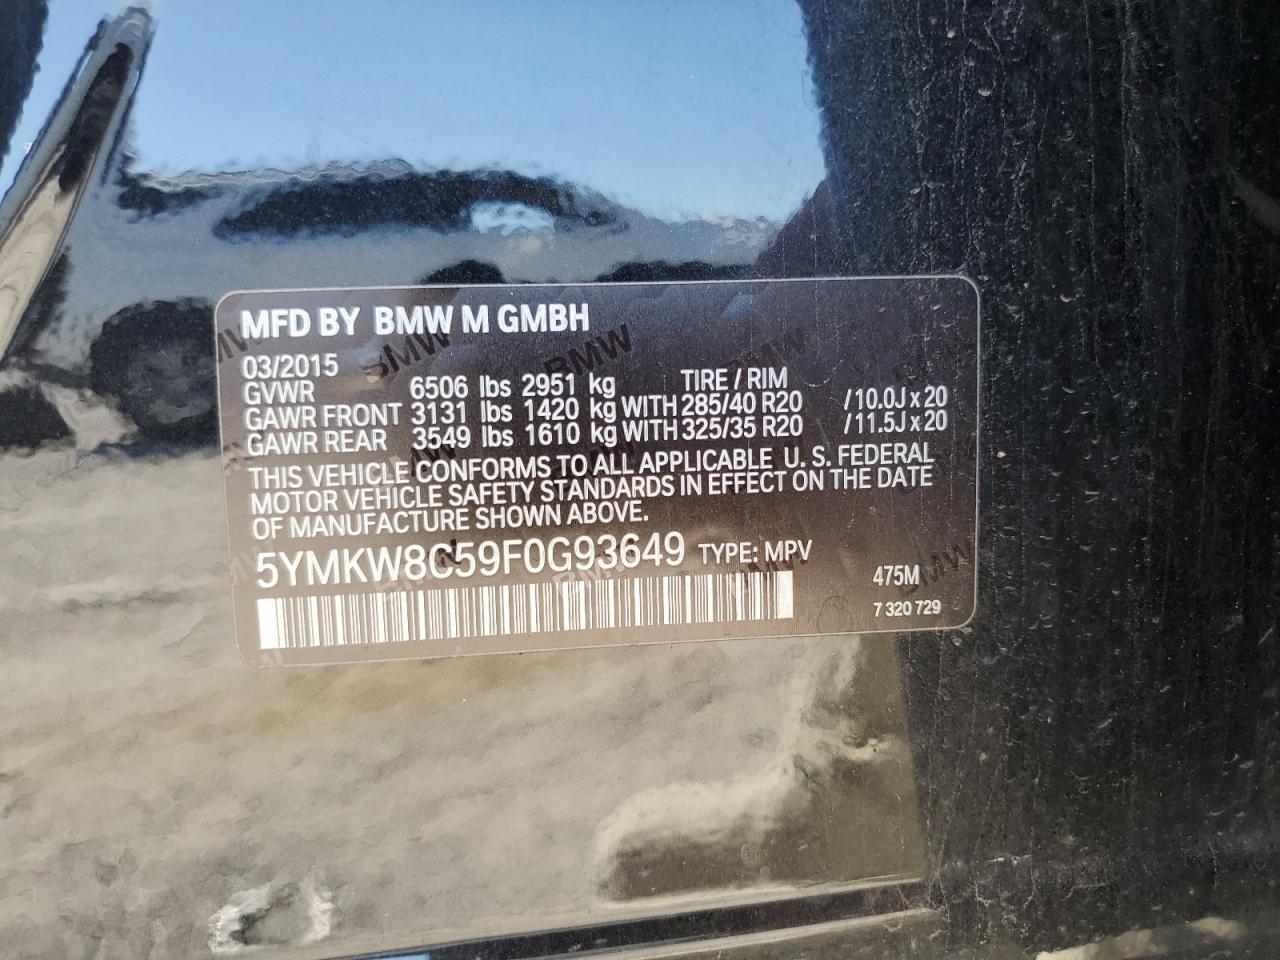 MFD BY BMW M GMBH
03/2015
GVWR 6506 lbs 2951 kg TIRE / RIM
GAWR FRONT 3131 lbs 1420 kg WITH 285/40 R20 /10.0J x 20
GAWR REAR 3549 lbs 1610 kg WITH 325/35 R20 /11.5J x 20
THIS VEHICLE CONFORMS TO ALL APPLICABLE U. S. FEDERAL
MOTOR VEHICLE SAFETY STANDARDS IN EFFECT ON THE DATE
OF MANUFACTURE SHOWN ABOVE.
5YMKW8C59F0G93649 TYPE: MPV
475M
7 320 729